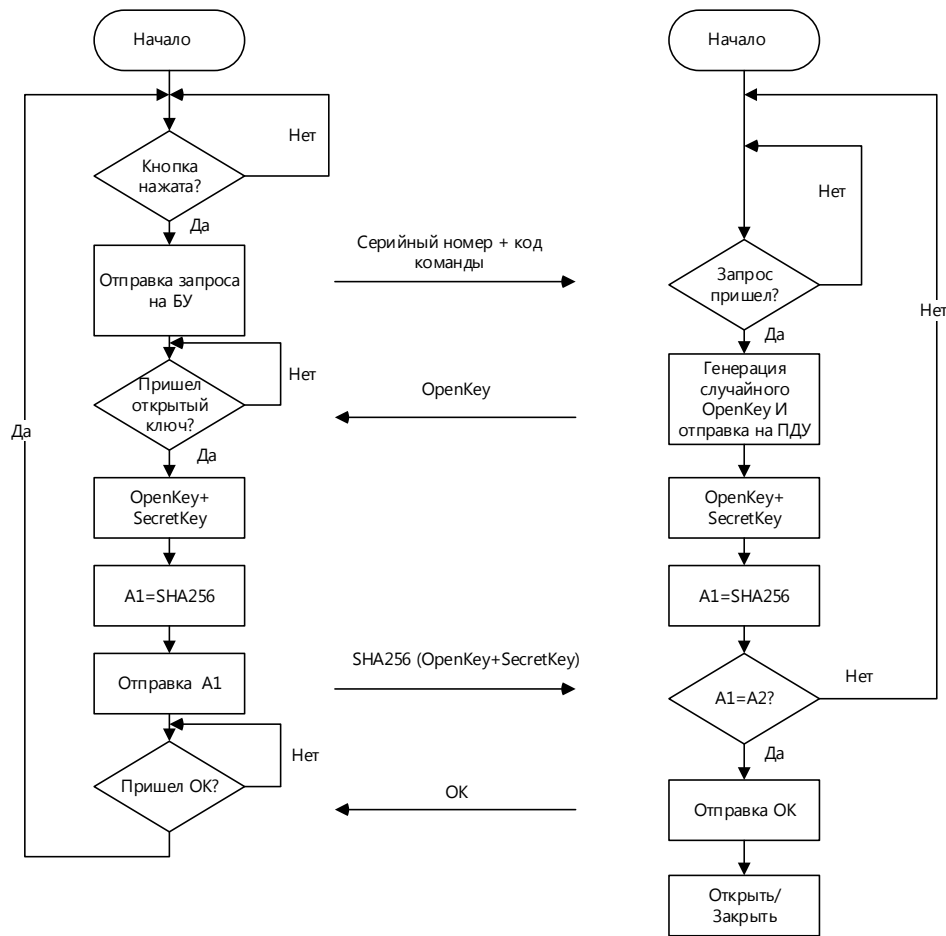 Начало
Кнопка
нажата?
Нет
Да
Отправка запроса
на БУ
Пришел
открытый
ключ?
Нет
Да
Да
OpenKey+
SecretKey
A1=SHA256
Отправка A1
Пришел ОК?
Нет
Серийный номер + код
команды
OpenKey
SHA256 (OpenKey+SecretKey)
ОК
Начало
Нет
Запрос
пришел?
Нет
Да
Генерация
случайного
OpenKey И
отправка на ПДУ
OpenKey+
SecretKey
A1=SHA256
A1=A2?
Нет
Да
Отправка ОК
Открыть/
Закрыть